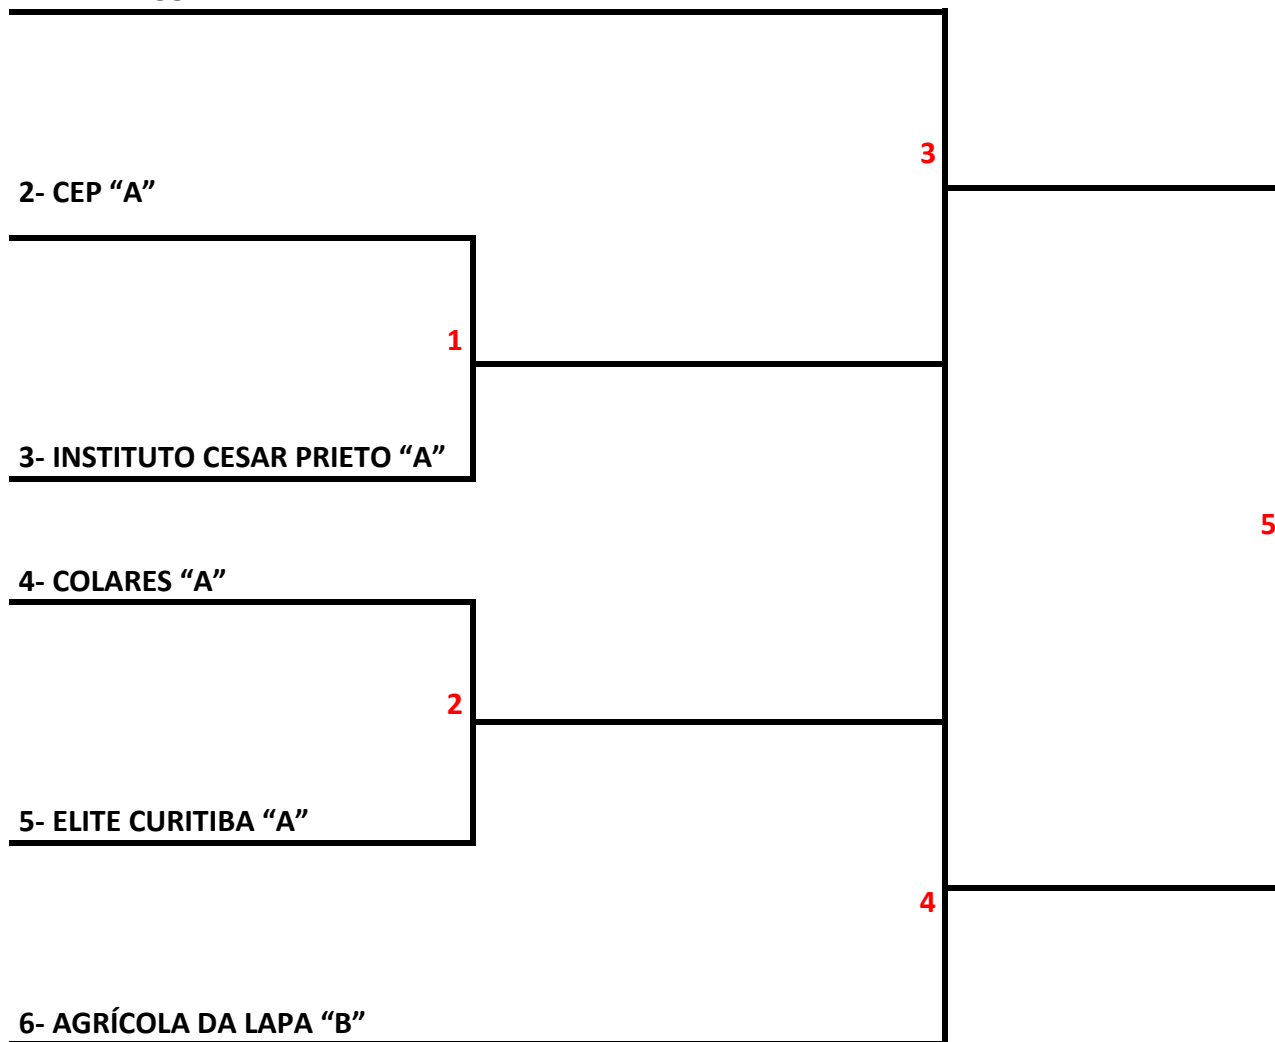 3
2- CEP “A”
1
3- INSTITUTO CESAR PRIETO “A”
5
4- COLARES “A”
2
5- ELITE CURITIBA “A”
4
6- AGRÍCOLA DA LAPA “B”